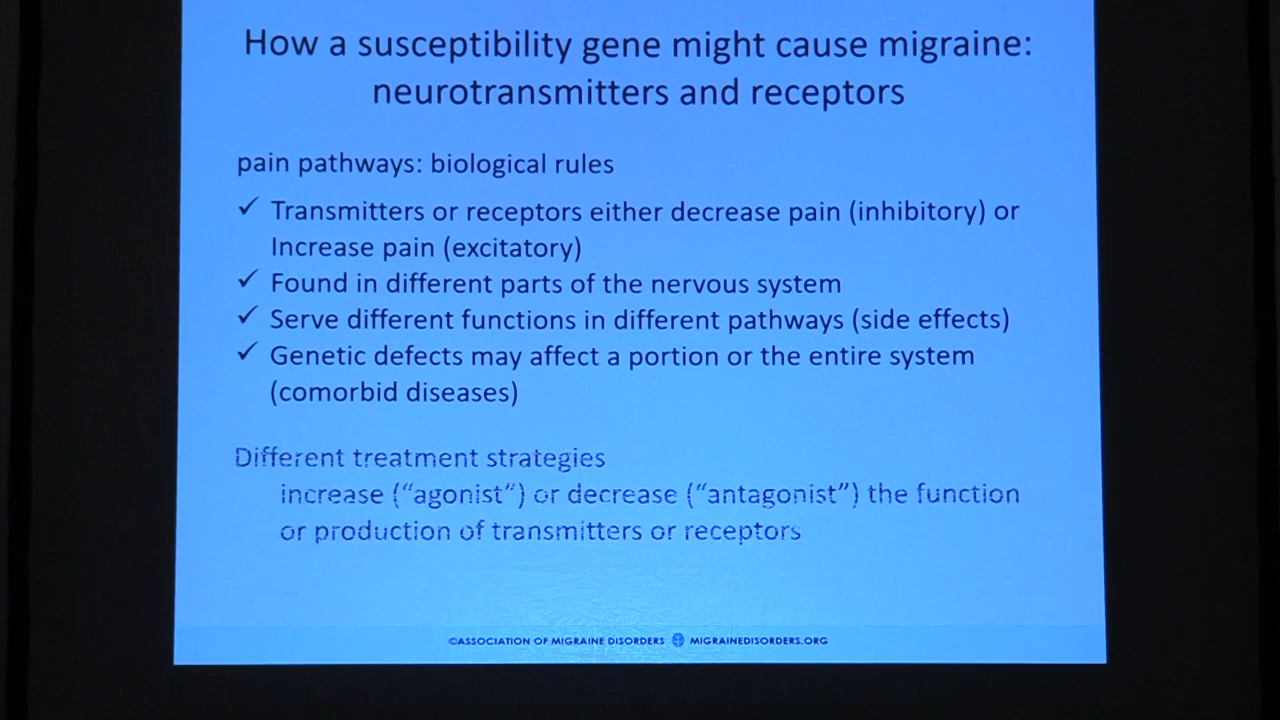 How a susceptibility gene might cause migraine:
neurotransmitters and receptors
pain pathways: biological rules
✓ Transmitters or receptors either decrease pain (inhibitory) or
Increase pain (excitatory)
✓ Found in different parts of the nervous system
✓ Serve different functions in different pathways (side effects)
✓ Genetic defects may affect a portion or the entire system
(comorbid diseases)
Different treatment strategies
increase (“agonist”) or decrease (“antagonist”) the function
or production of transmitters or receptors
©ASSOCIATION OF MIGRAINE DISORDERS MIGRAINEDISORDERS.ORG